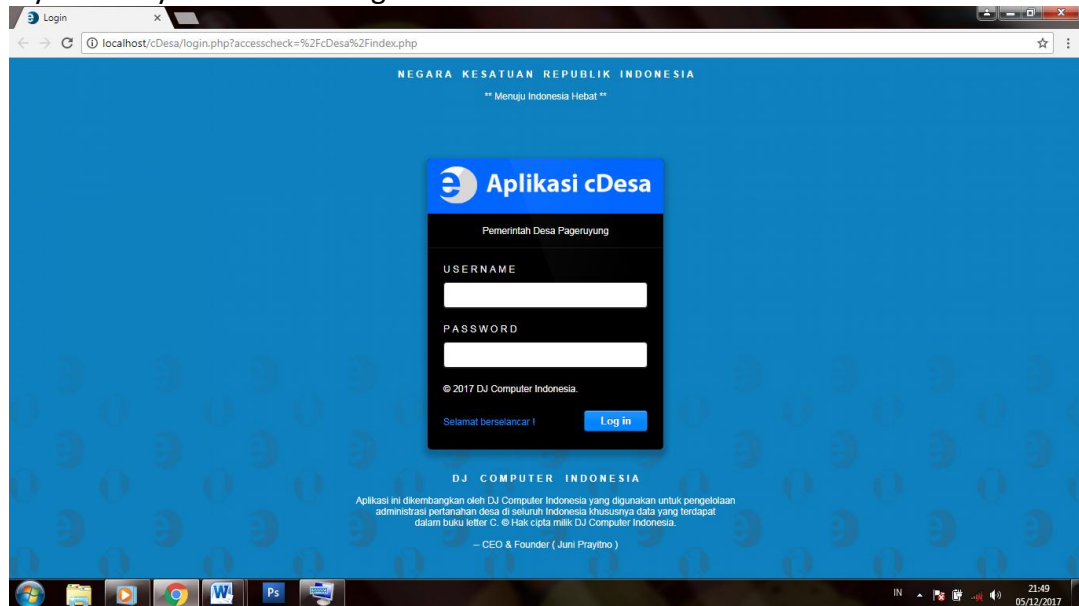 Login
localhost/cDesa/login.php?accesscheck=%2FcDesa%2Findex.php
NEGARA KESATUAN REPUBLIK INDONESIA
** Menuju Indonesia Hebat **
Aplikasi cDesa
Pemerintah Desa Pageruyung
USERNAME
PASSWORD
© 2017 DJ Computer Indonesia.
Selamat berselancar !
Log in
DJ COMPUTER INDONESIA
Aplikasi ini dikembangkan oleh DJ Computer Indonesia yang digunakan untuk pengelolaan
administrasi pertanahan desa di seluruh Indonesia khususnya data yang terdapat
dalam buku letter C. © Hak cipta milik DJ Computer Indonesia.
-- CEO & Founder ( Juni Prayitno )
W
Ps
IN
21:49
05/12/2017